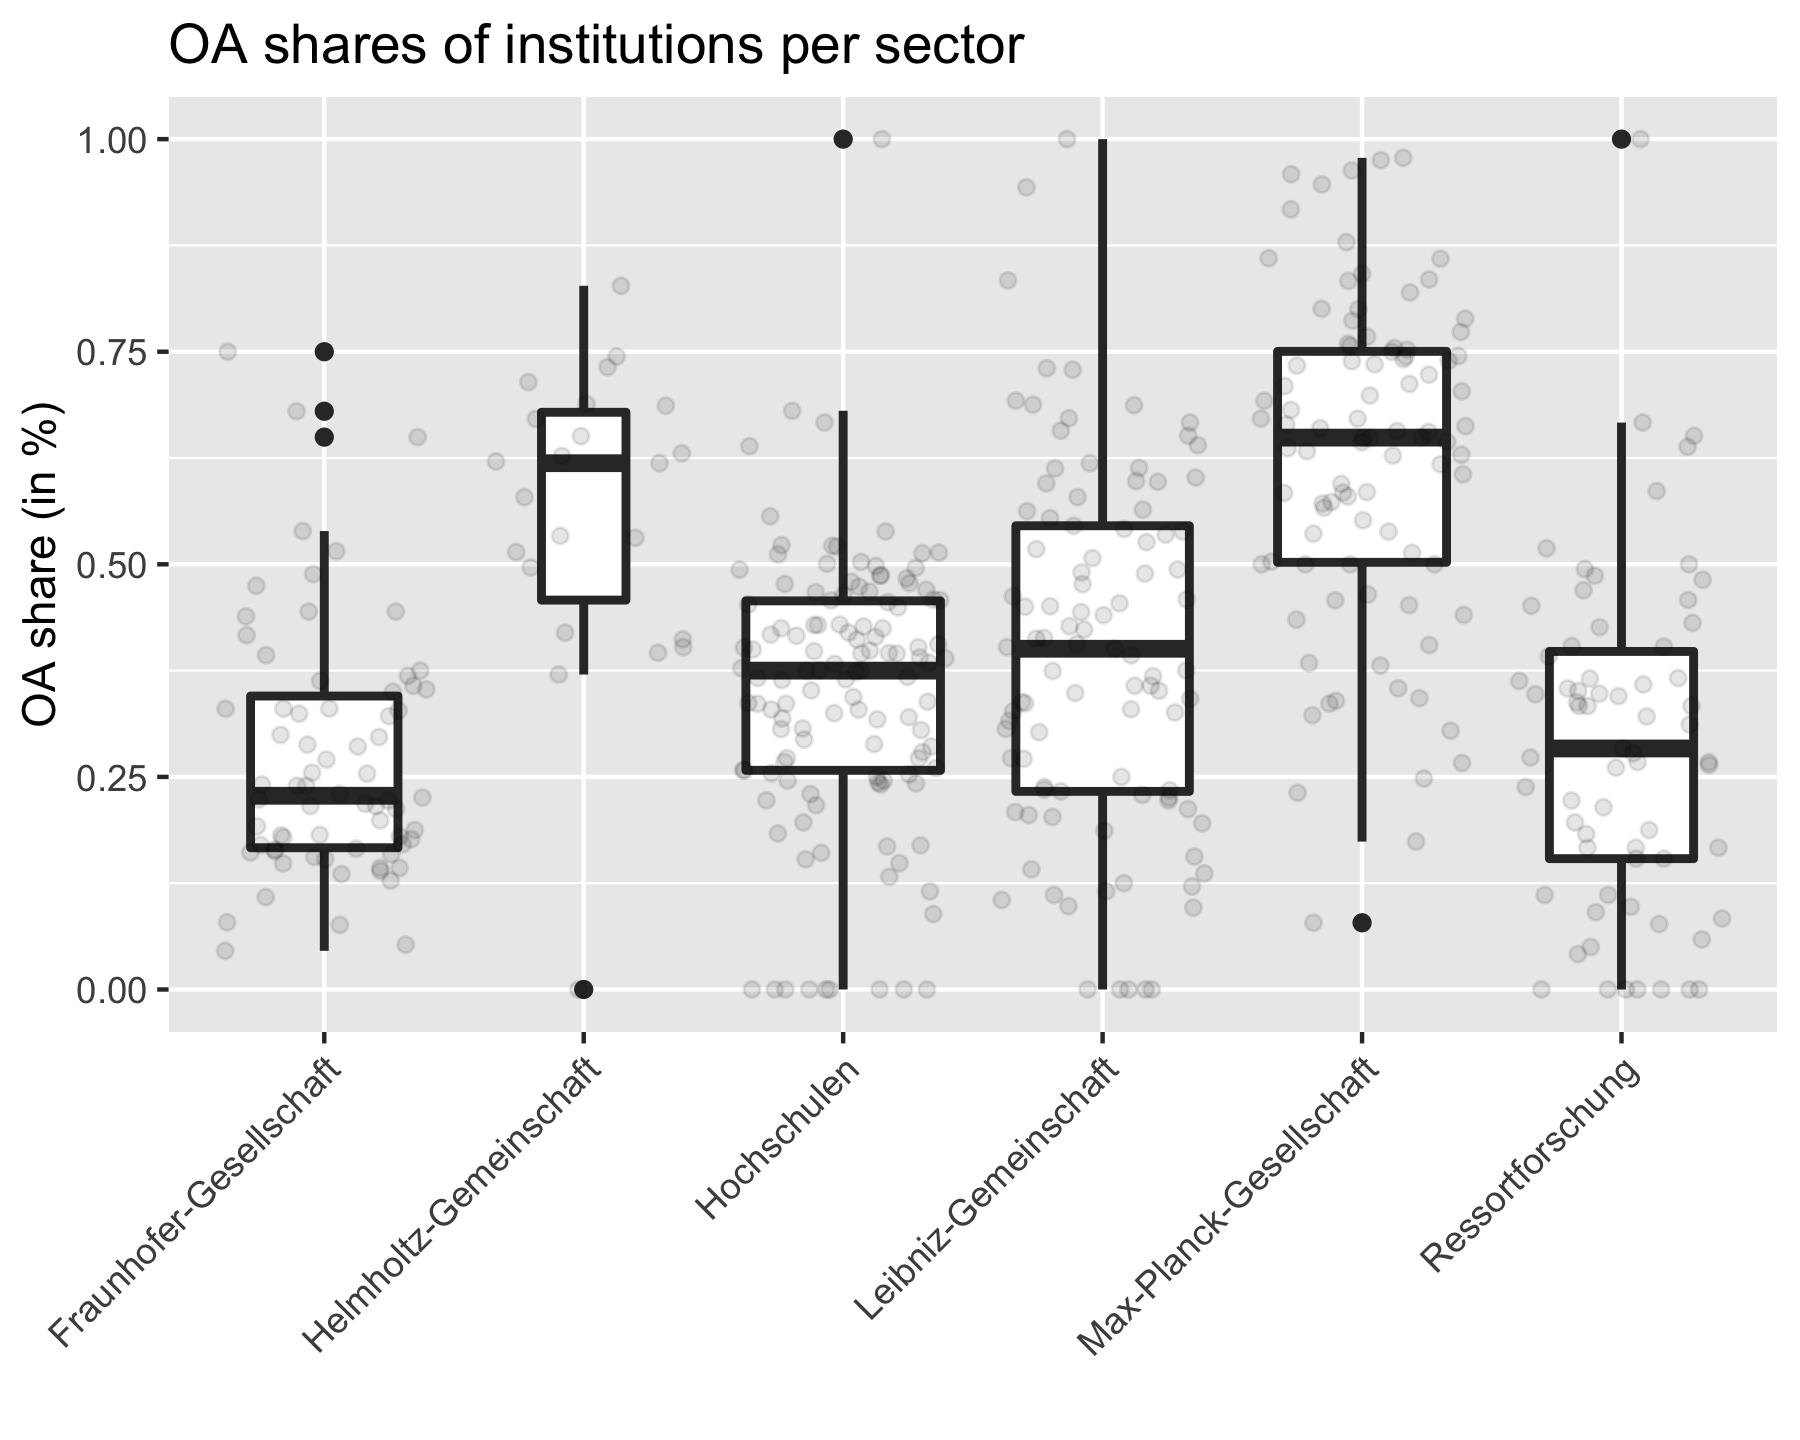 OA shares of institutions per sector
OA share (in %)
1.00
0.75
0.50
0.25
0.00
Fraunhofer-Gesellschaft
Helmholtz-Gemeinschaft
Hochschulen
Leibniz-Gemeinschaft
Max-Planck-Gesellschaft
Ressortforschung